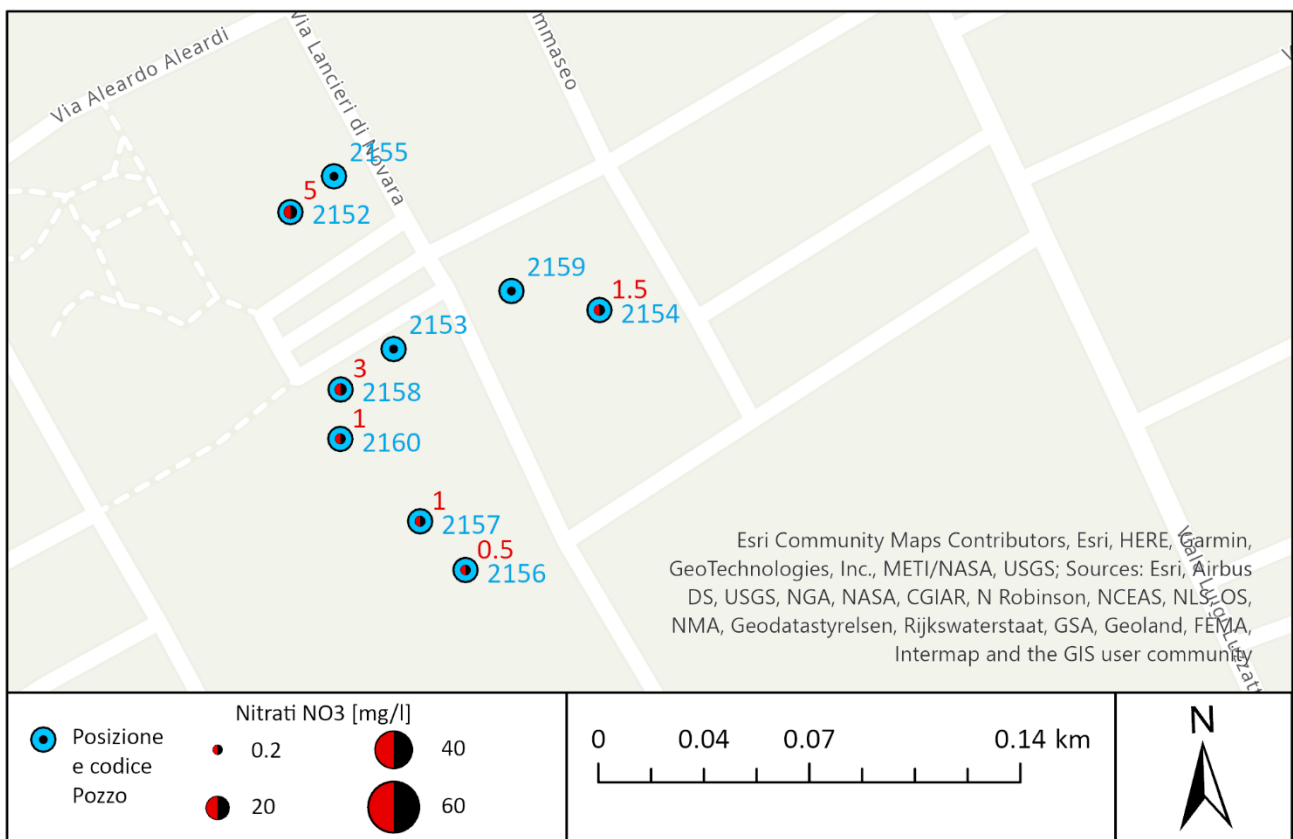 Via Aleardo Aleardi
Via Lancieri di Novara
mmaseo
2155
5
2152
2159
1.5
2154
2153
3
2158
1
2160
1
2157
0.5
2156
Viale Luigi Luzzatt
Esri Community Maps Contributors, Esri, HERE, Garmin,
GeoTechnologies, Inc., METI/NASA, USGS; Sources: Esri, Airbus
DS, USGS, NGA, NASA, CGIAR, N Robinson, NCEAS, NLS, OS,
NMA, Geodatastyrelsen, Rijkswaterstaat, GSA, Geoland, FEMA,
Intermap and the GIS user community
Posizione
e codice
Pozzo
Nitrati NO3 [mg/l]
0.2
40
20
60
0 0.04 0.07 0.14 km
N